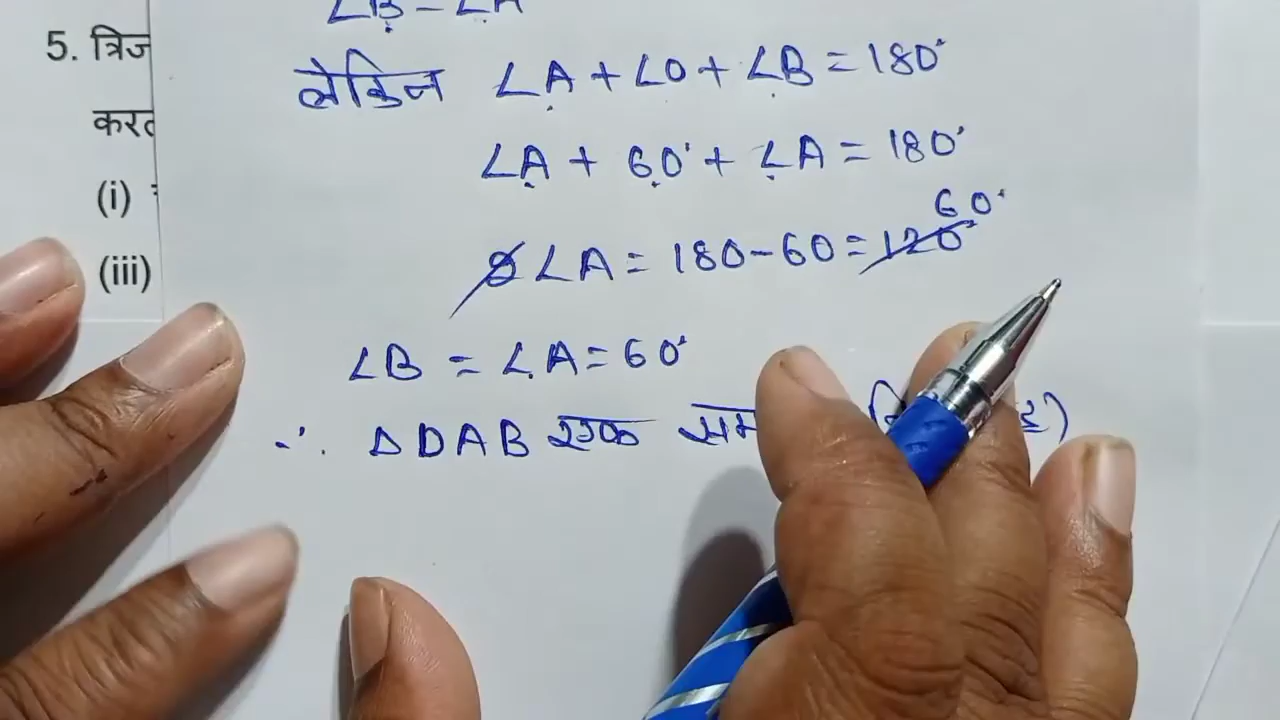 ∠B = ∠A
5. त्रिज
लेकिन ∠A + ∠O + ∠B = 180°
करत
∠A + 60° + ∠A = 180°
(i)
60°
2∠A = 180 - 60 = 120°
(iii)
∠B = ∠A = 60°
∴ ΔDAB एक सम